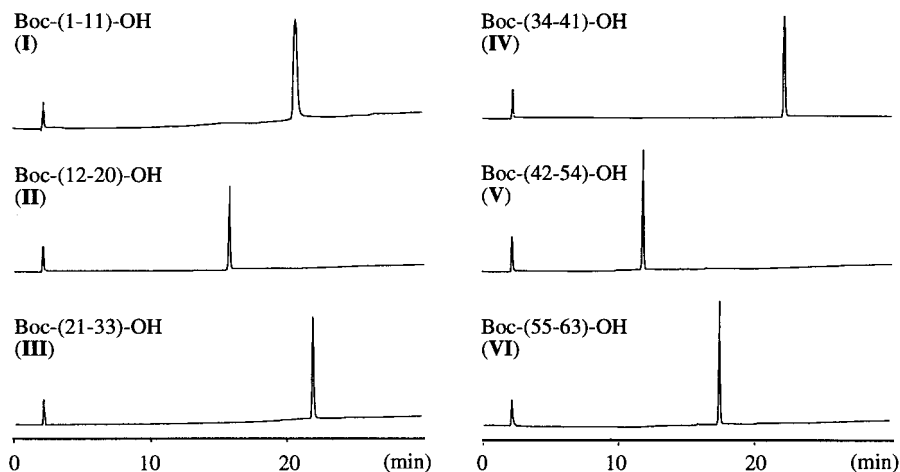 Boc-(1-11)-OH
(I)
Boc-(12-20)-OH
(II)
Boc-(21-33)-OH
(III)
0 10 20 (min)
Boc-(34-41)-OH
(IV)
Boc-(42-54)-OH
(V)
Boc-(55-63)-OH
(VI)
0 10 20 (min)